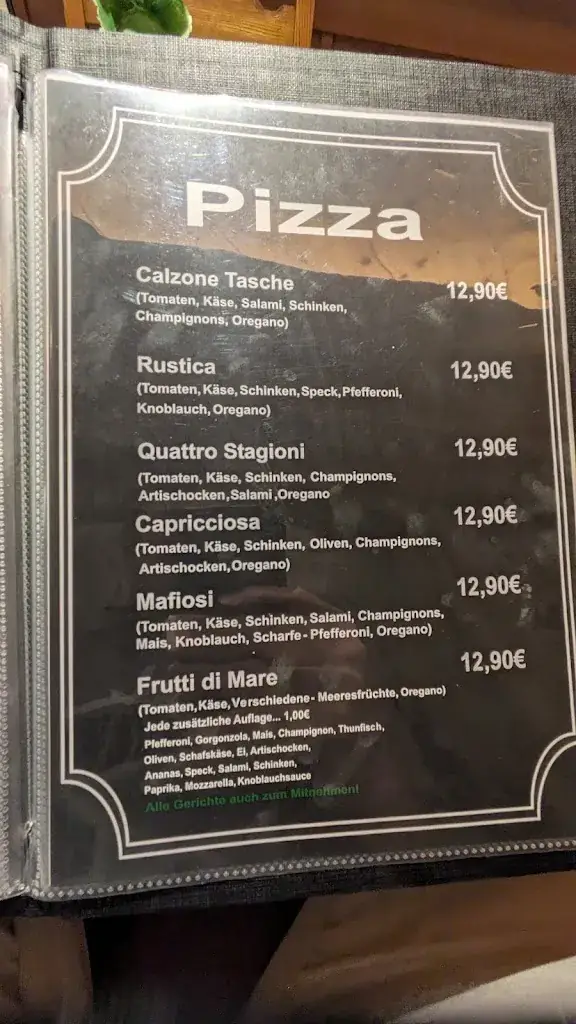 Pizza
Calzone Tasche 12,90€
(Tomaten, Käse, Salami, Schinken,
Champignons, Oregano)
Rustica 12,90€
(Tomaten, Käse, Schinken, Speck, Pfefferoni,
Knoblauch, Oregano)
Quattro Stagioni 12,90€
(Tomaten, Käse, Schinken, Champignons,
Artischocken, Salami ,Oregano
Capricciosa 12,90€
(Tomaten, Käse, Schinken, Oliven, Champignons,
Artischocken, Oregano)
Mafiosi 12,90€
(Tomaten, Käse, Schinken, Salami, Champignons,
Mais, Knoblauch, Scharfe- Pfefferoni, Oregano)
Frutti di Mare 12,90€
(Tomaten, Käse, Verschiedene- Meeresfrüchte, Oregano)
Jede zusätzliche Auflage... 1,00€
Pfefferoni, Gorgonzola, Mais, Champignon, Thunfisch,
Oliven, Schafskäse, Ei, Artischocken,
Ananas, Speck, Salami, Schinken,
Paprika, Mozzarella, Knoblauchsauce
Alle Gerichte auch zum Mitnehmen!